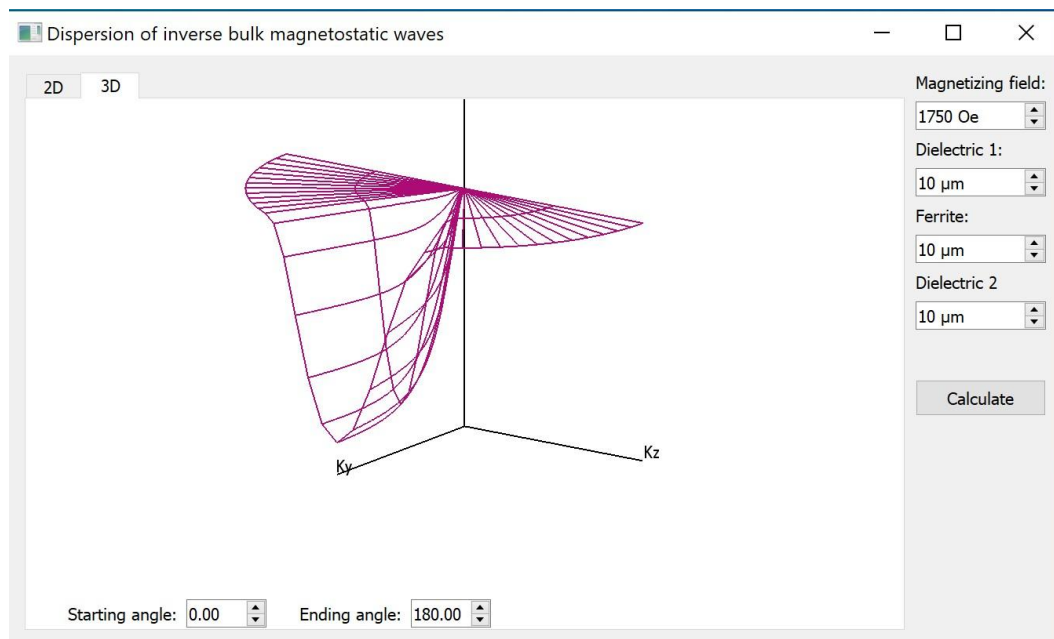 Dispersion of inverse bulk magnetostatic waves
2D 3D
Magnetizing field:
1750 Oe
Dielectric 1:
10 µm
Ferrite:
10 µm
Dielectric 2
10 µm
Calculate
Ky
Kz
Starting angle: 0.00 Ending angle: 180.00